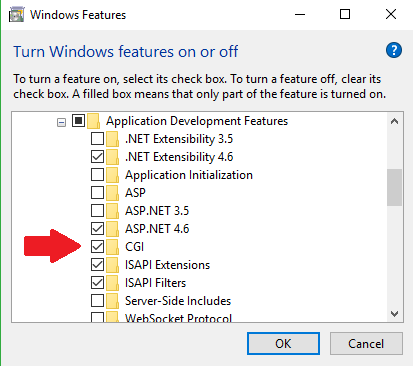 Windows Features
Turn Windows features on or off
To turn a feature on, select its check box. To turn a feature off, clear its
check box. A filled box means that only part of the feature is turned on.
Application Development Features
.NET Extensibility 3.5
.NET Extensibility 4.6
Application Initialization
ASP
ASP.NET 3.5
ASP.NET 4.6
CGI
ISAPI Extensions
ISAPI Filters
Server-Side Includes
WebSocket Protocol
OK
Cancel